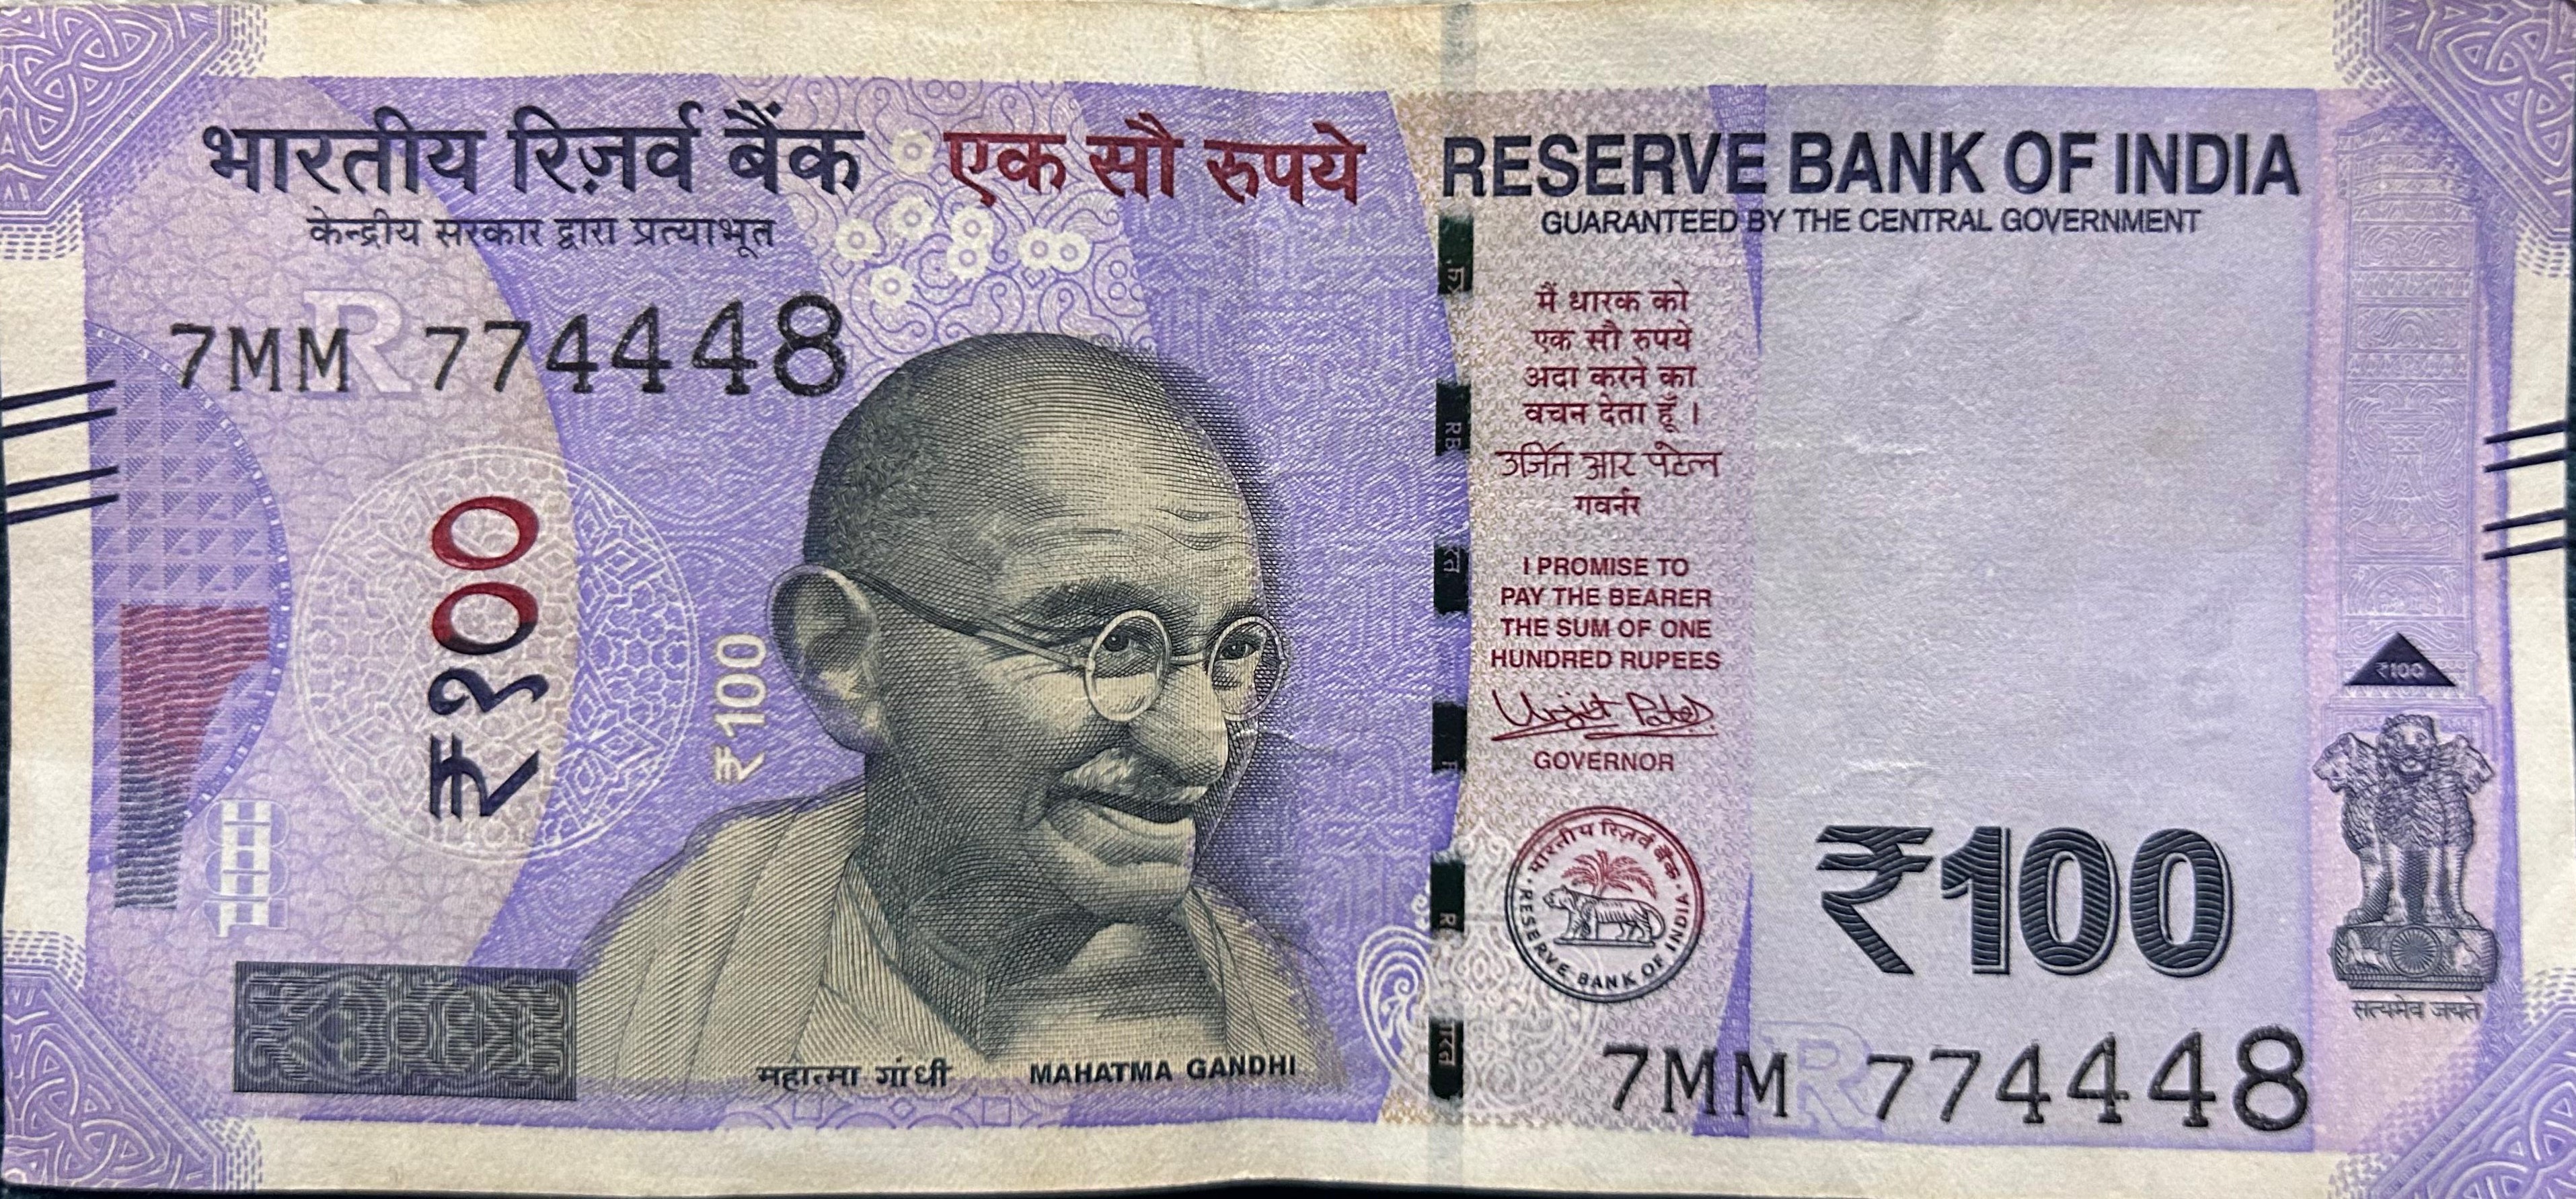 भारतीय रिज़र्व बैंक
केन्द्रीय सरकार द्वारा प्रत्याभूत
एक सौ रुपये
RESERVE BANK OF INDIA
GUARANTEED BY THE CENTRAL GOVERNMENT
7MM 774448
₹१००
₹100
मैं धारक को
एक सौ रुपये
अदा करने का
वचन देता हूँ ।
उर्जित आर पटेल
गवर्नर
I PROMISE TO
PAY THE BEARER
THE SUM OF ONE
HUNDRED RUPEES
Urjit Patel
GOVERNOR
भारतीय रिज़र्व बैंक
RESERVE BANK OF INDIA
₹100
₹100
सत्यमेव जयते
महात्मा गांधी
MAHATMA GANDHI
7MM 774448
R
R
100